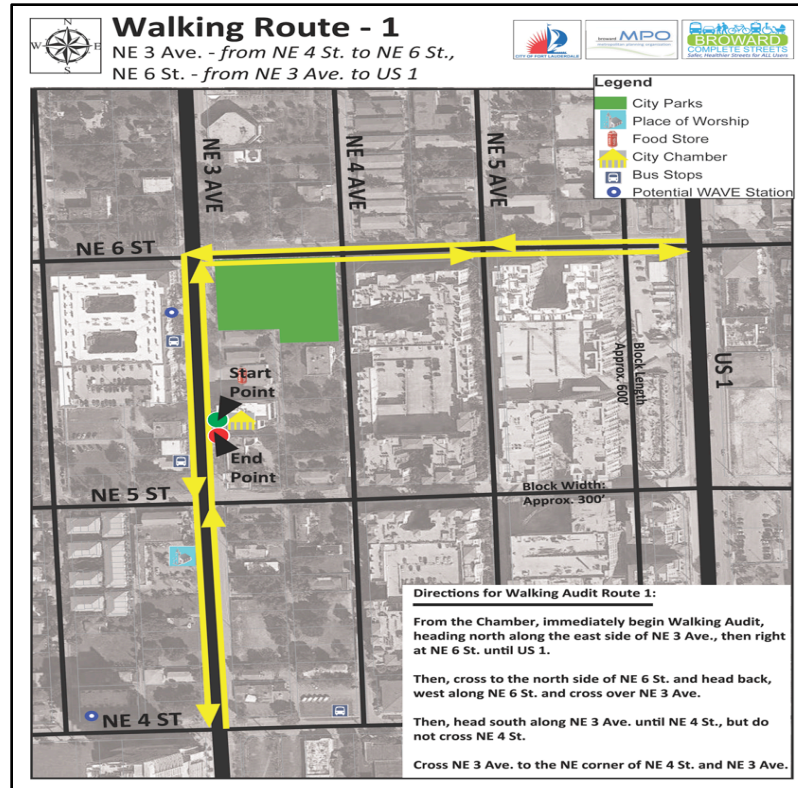 Walking Route - 1
NE 3 Ave. - from NE 4 St. to NE 6 St.,
NE 6 St. - from NE 3 Ave. to US 1
N
W
E
S
CITY OF FORT LAUDERDALE
broward MPO
metropolitan planning organization
BROWARD
COMPLETE STREETS
Safer, Healthier Streets for ALL Users
Legend
City Parks
Place of Worship
Food Store
City Chamber
Bus Stops
Potential WAVE Station
NE 3 AVE
NE 4 AVE
NE 5 AVE
NE 6 ST
US 1
Block Length
Approx. 600'
Start
Point
End
Point
NE 5 ST
Block Width:
Approx. 300'
NE 4 ST
Directions for Walking Audit Route 1:
From the Chamber, immediately begin Walking Audit,
heading north along the east side of NE 3 Ave., then right
at NE 6 St. until US 1.
Then, cross to the north side of NE 6 St. and head back,
west along NE 6 St. and cross over NE 3 Ave.
Then, head south along NE 3 Ave. until NE 4 St., but do
not cross NE 4 St.
Cross NE 3 Ave. to the NE corner of NE 4 St. and NE 3 Ave.